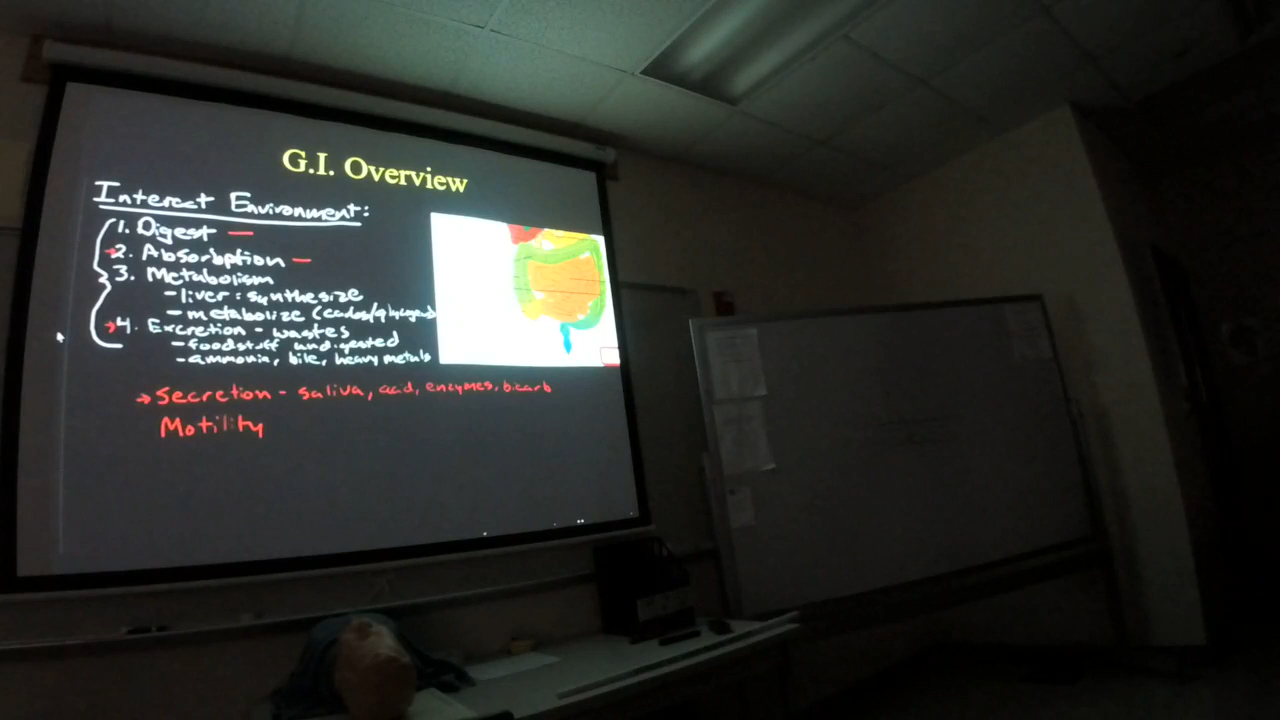 G.I. Overview
Interact Environment:
1. Digest —
→2. Absorbption —
3. Metabolism
- liver: synthesize
- metabolize (
→4. Excretion - wastes
- foodstuff undigested
- ammonia, bile, heavy metals
→ Secretion - saliva, acid, enzymes, bicarb
Motility